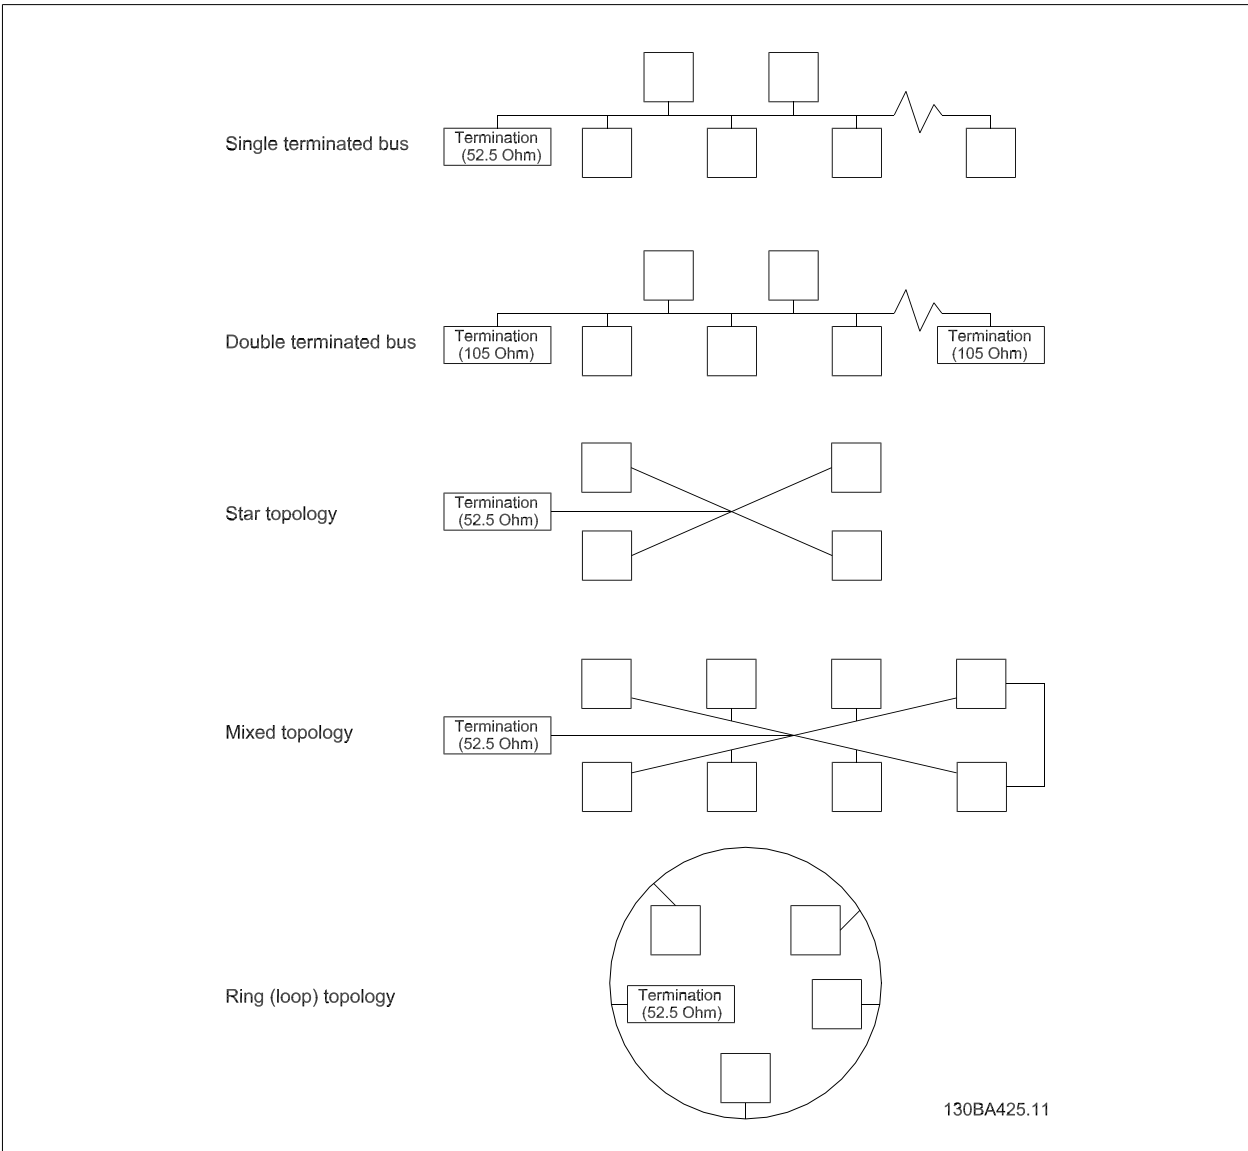 Single terminated bus
Termination
(52.5 Ohm)
Double terminated bus
Termination
(105 Ohm)
Termination
(105 Ohm)
Star topology
Termination
(52.5 Ohm)
Mixed topology
Termination
(52.5 Ohm)
Ring (loop) topology
Termination
(52.5 Ohm)
130BA425.11